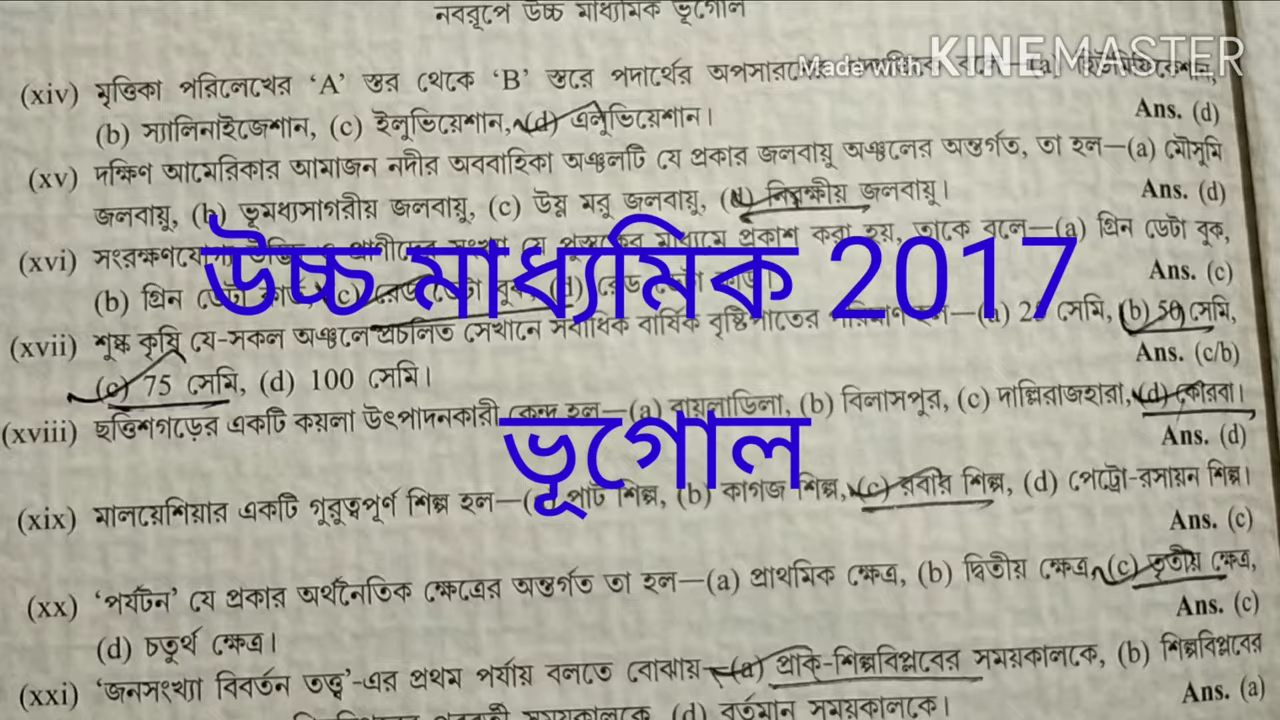 নবরূপে উচ্চ মাধ্যমিক ভূগোল
Made with KINEMASTER
(xiv) মৃত্তিকা পরিলেখের ‘A’ স্তর থেকে ‘B’ স্তরে পদার্থের
(b) স্যালিনাইজেশান, (c) ইলুভিয়েশান, (d) এলুভিয়েশান। Ans. (d)
(xv) দক্ষিণ আমেরিকার আমাজন নদীর অববাহিকা অঞ্চলটি যে প্রকার জলবায়ু অঞ্চলের অন্তর্গত, তা হল—(a) মৌসুমি
জলবায়ু, (b) ভূমধ্যসাগরীয় জলবায়ু, (c) উষ্ণ মরু জলবায়ু, (d) নিরক্ষীয় জলবায়ু। Ans. (d)
(xvi) প্রকাশ করা হয়, তাকে বলে—(a) গ্রিন ডেটা বুক,
(b) গ্রিন Ans. (c)
উচ্চ মাধ্যমিক 2017
(xvii) শুষ্ক কৃষি যে-সকল অঞ্চলে প্রচলিত সেখানে সর্বাধিক বার্ষিক বৃষ্টিপাতের সেমি, (b) 50 সেমি,
(c) 75 সেমি, (d) 100 সেমি। Ans. (c/b)
(xviii) ছত্তিশগড়ের একটি কয়লা উৎপাদনকারী কেন্দ্র হল—(a) বায়লাডিলা, (b) বিলাসপুর, (c) দাল্লিরাজহারা, (d) কোরবা।
Ans. (d)
ভূগোল
(xix) মালয়েশিয়ার একটি গুরুত্বপূর্ণ শিল্প হল— পাট শিল্প, (b) কাগজ শিল্প, (c) রবার শিল্প, (d) পেট্রো-রসায়ন শিল্প।
Ans. (c)
(xx) ‘পর্যটন’ যে প্রকার অর্থনৈতিক ক্ষেত্রের অন্তর্গত তা হল—(a) প্রাথমিক ক্ষেত্র, (b) দ্বিতীয় ক্ষেত্র, (c) তৃতীয় ক্ষেত্র,
(d) চতুর্থ ক্ষেত্র। Ans. (c)
(xxi) ‘জনসংখ্যা বিবর্তন তত্ত্ব’-এর প্রথম পর্যায় বলতে বোঝায়—(a) প্রাক্-শিল্পবিপ্লবের সময়কালকে, (b) শিল্পবিপ্লবের
সময়কালকে, (d) বর্তমান সময়কালকে। Ans. (a)